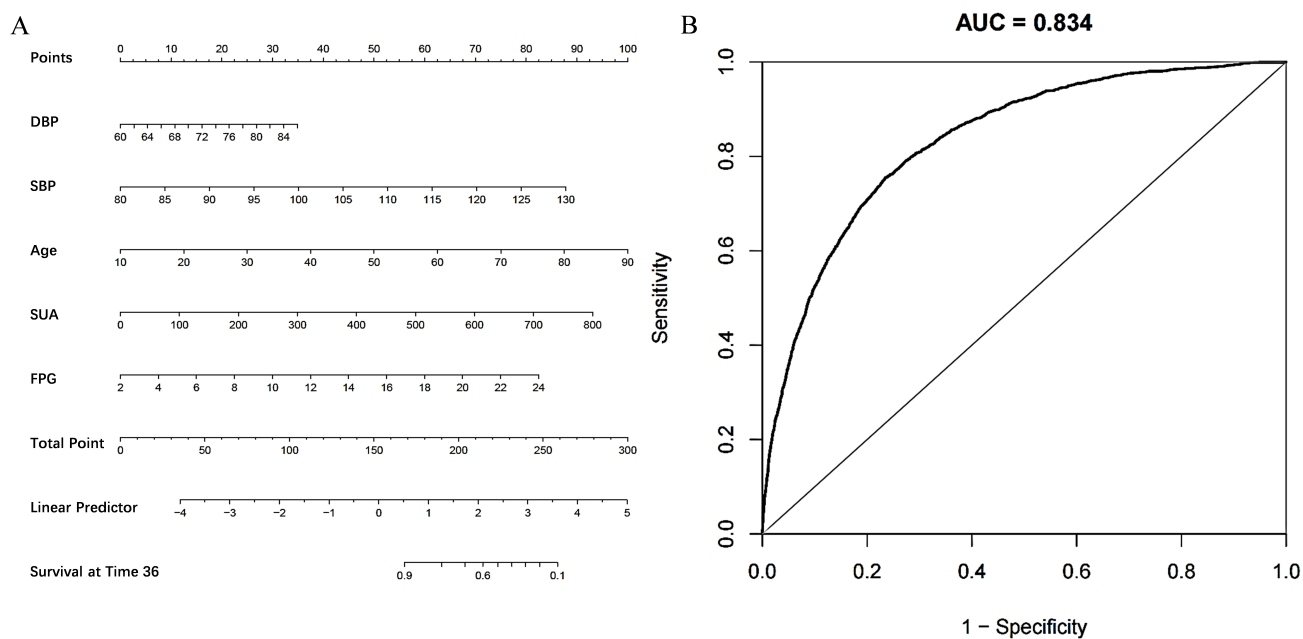 A
Points
0 10 20 30 40 50 60 70 80 90 100
DBP
60 64 68 72 76 80 84
SBP
80 85 90 95 100 105 110 115 120 125 130
Age
10 20 30 40 50 60 70 80 90
SUA
0 100 200 300 400 500 600 700 800
FPG
2 4 6 8 10 12 14 16 18 20 22 24
Total Point
0 50 100 150 200 250 300
Linear Predictor
−4 −3 −2 −1 0 1 2 3 4 5
Survival at Time 36
0.9 0.6 0.1
B
AUC = 0.834
Sensitivity
1.0
0.8
0.6
0.4
0.2
0.0
0.0 0.2 0.4 0.6 0.8 1.0
1 − Specificity